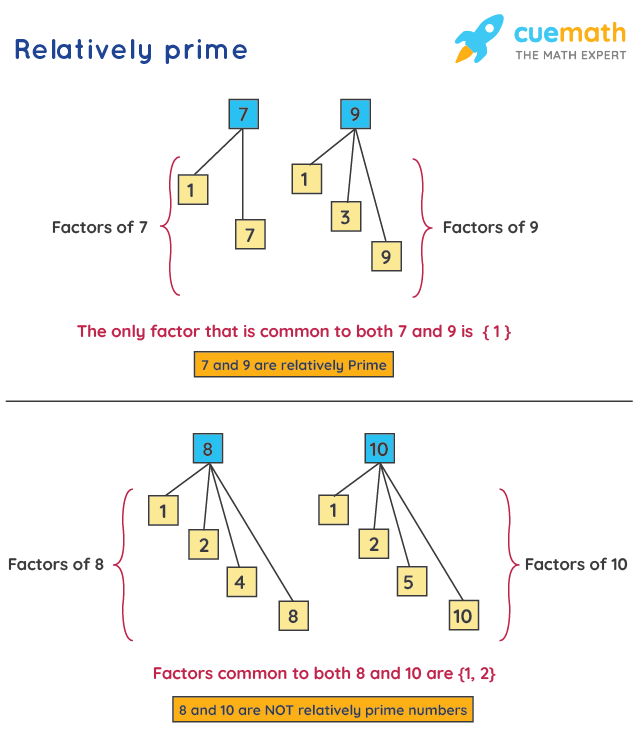 Relatively prime
cuemath
THE MATH EXPERT
7
9
1
7
1
3
9
Factors of 7
Factors of 9
The only factor that is common to both 7 and 9 is { 1 }
7 and 9 are relatively Prime
8
10
1
2
4
8
1
2
5
10
Factors of 8
Factors of 10
Factors common to both 8 and 10 are {1, 2}
8 and 10 are NOT relatively prime numbers